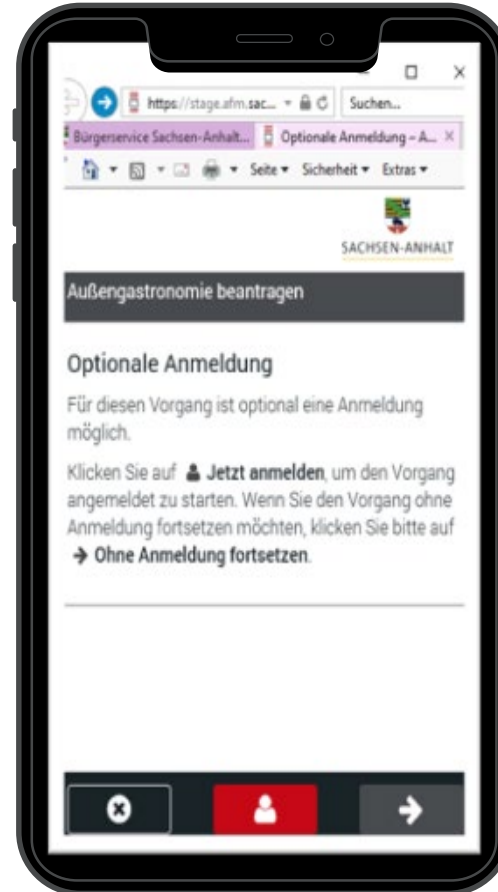 https://stage.afm.sac... Suchen...
Bürgerservice Sachsen-Anhalt... Optionale Anmeldung – A...
Seite Sicherheit Extras
SACHSEN-ANHALT
Außengastronomie beantragen
Optionale Anmeldung
Für diesen Vorgang ist optional eine Anmeldung
möglich.
Klicken Sie auf Jetzt anmelden, um den Vorgang
angemeldet zu starten. Wenn Sie den Vorgang ohne
Anmeldung fortsetzen möchten, klicken Sie bitte auf
→ Ohne Anmeldung fortsetzen.